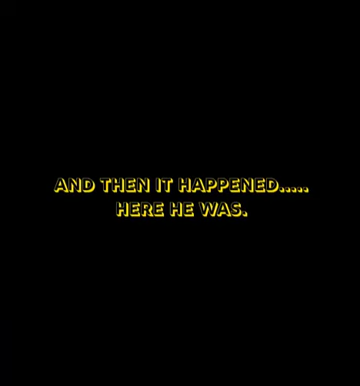 AND THEN IT HAPPENED.....
HERE HE WAS.